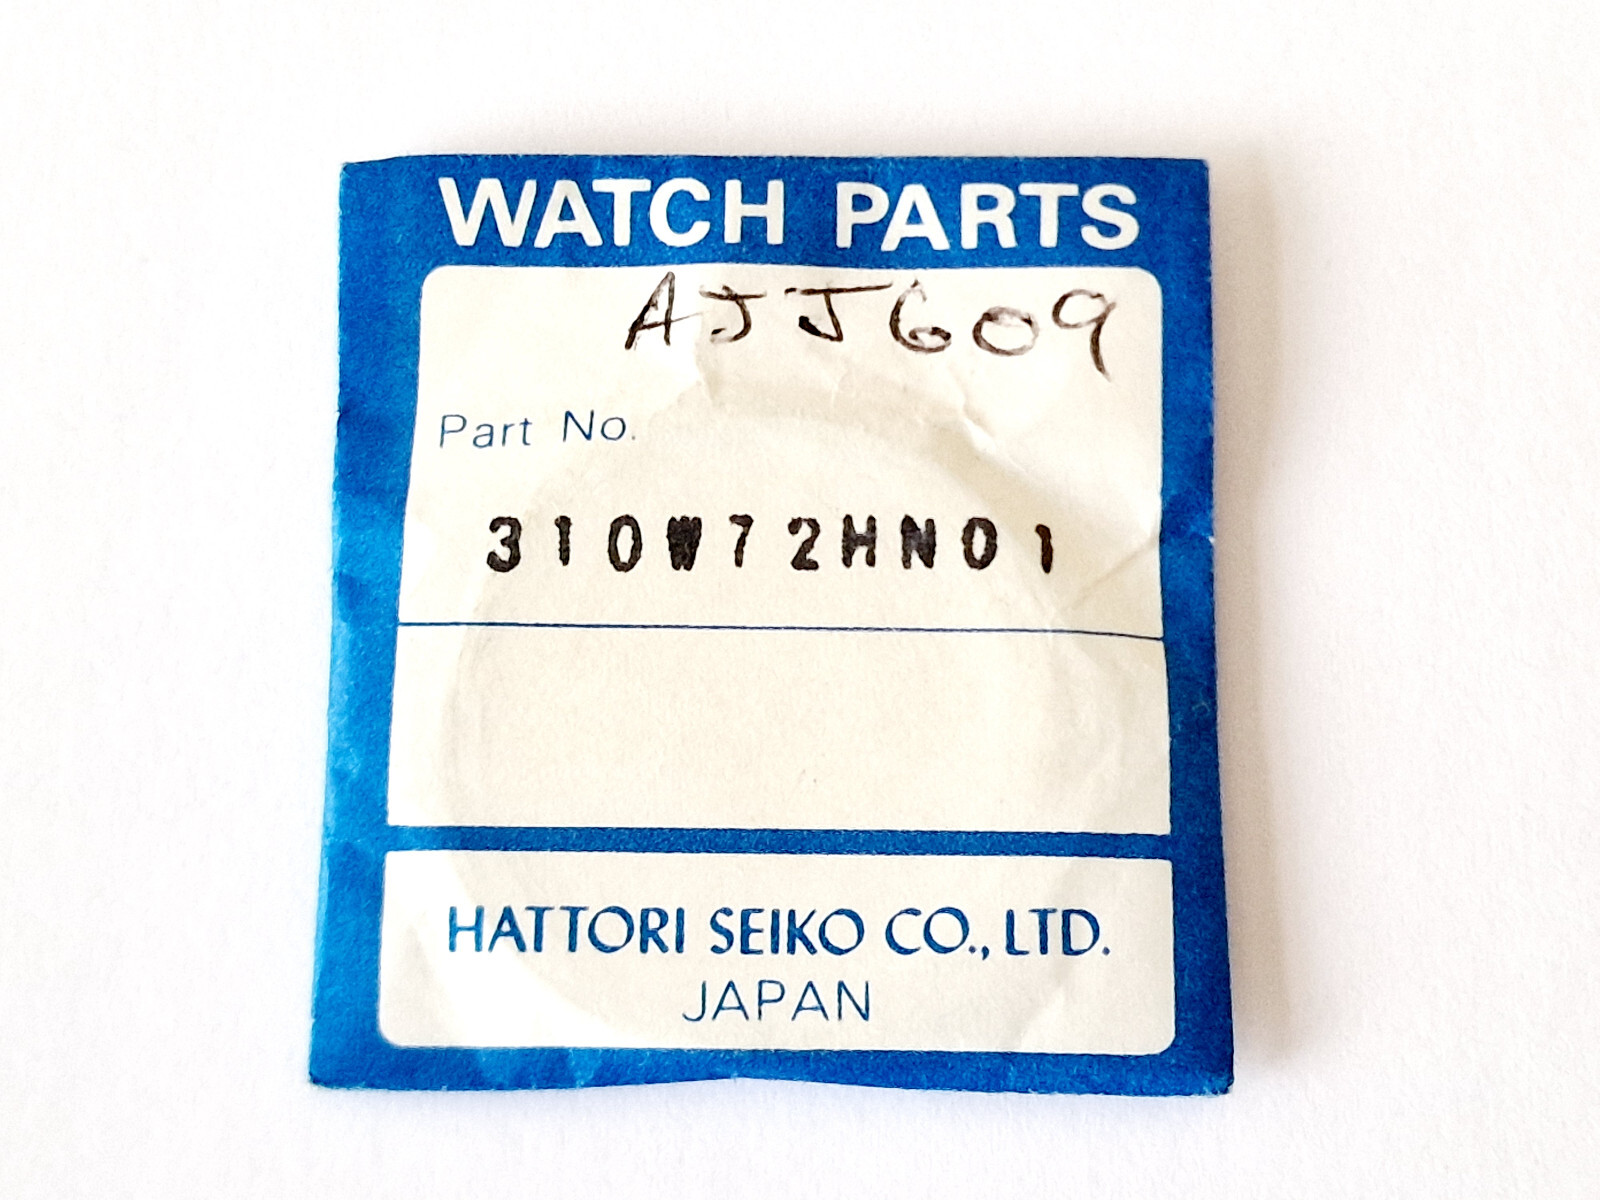 WATCH PARTS
AJJ609
Part No.
310W72HN01
HATTORI SEIKO CO., LTD.
JAPAN